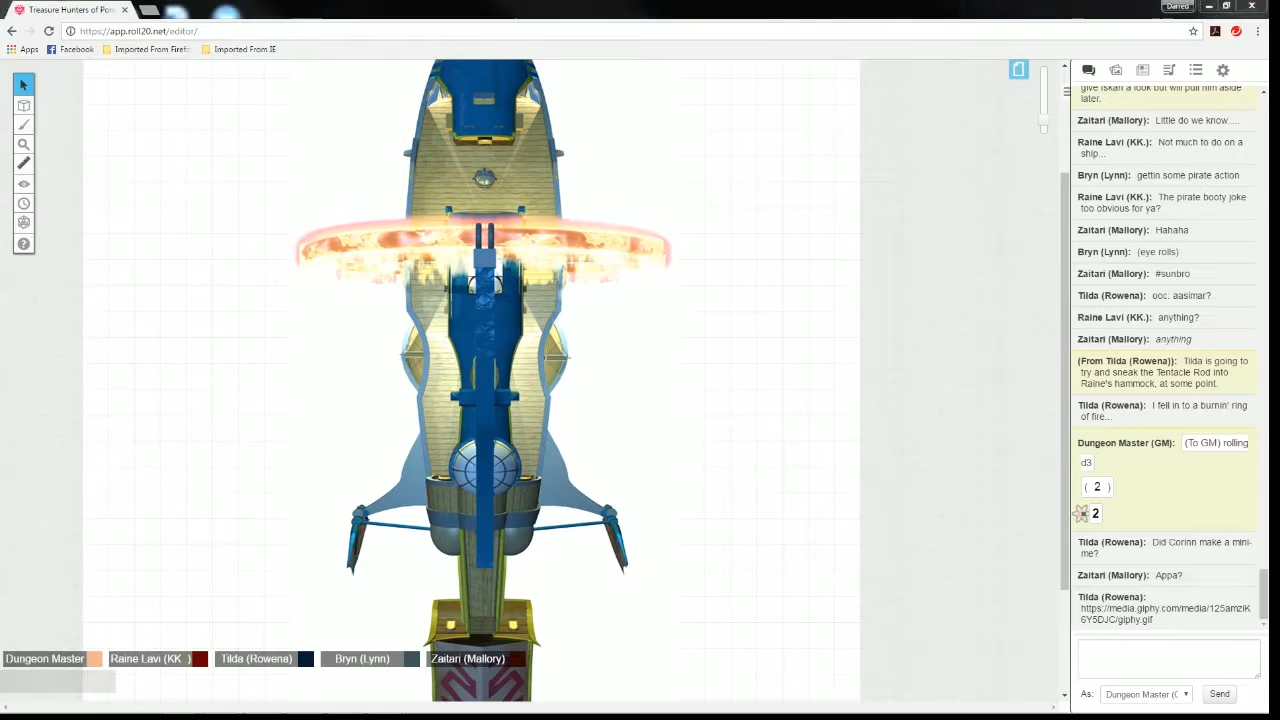 Treasure Hunters of Pon
Darred
https://app.roll20.net/editor/
Apps
Facebook
Imported From Firefo
Imported From IE
give Iskan a look but will pull him aside
later.
Zaitari (Mallory): Little do we know.....
Raine Lavi (KK.): Not much to do on a
ship...
Bryn (Lynn): gettin some pirate action
Raine Lavi (KK.): The pirate booty joke
too obvious for ya?
Zaitari (Mallory): Hahaha
Bryn (Lynn): (eye rolls)
Zaitari (Mallory): #sunbro
Tilda (Rowena): ooc: aasimar?
Raine Lavi (KK.): anything?
Zaitari (Mallory): anything
(From Tilda (Rowena)): Tilda is going to
try and sneak the Tentacle Rod into
Raine's hammock, at some point.
Tilda (Rowena): I fell in to a burnin' ring
of fire...
Dungeon Master (GM): (To GM) rolling
d3
( 2 )
= 2
Tilda (Rowena): Did Corinn make a mini-
me?
Zaitari (Mallory): Appa?
Tilda (Rowena):
https://media.giphy.com/media/125amziK
6Y5DJC/giphy.gif
Dungeon Master
Raine Lavi (KK )
Tilda (Rowena)
Bryn (Lynn)
Zaitari (Mallory)
As: Dungeon Master (G
Send